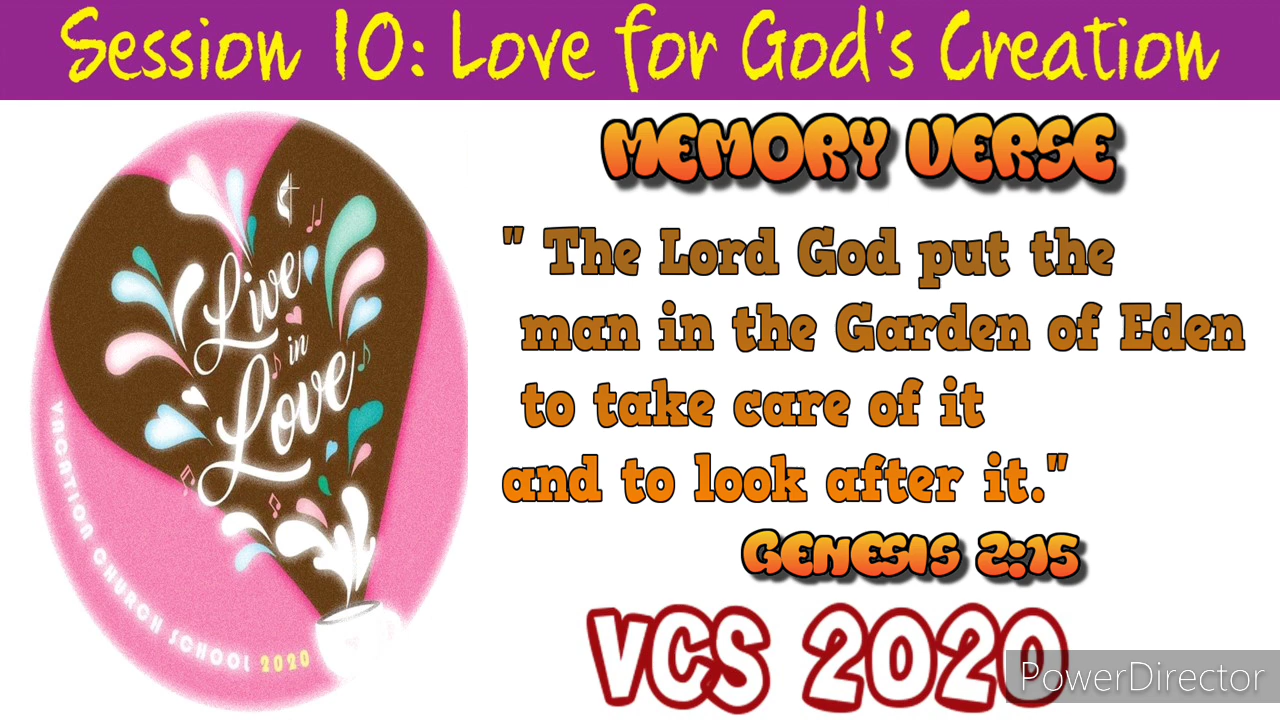 Session 10: Love for God's Creation
MEMORY VERSE
" The Lord God put the
man in the Garden of Eden
to take care of it
and to look after it."
GENESIS 2:15
VCS 2020
Live
in
Love
VACATION CHURCH SCHOOL 2020
PowerDirector